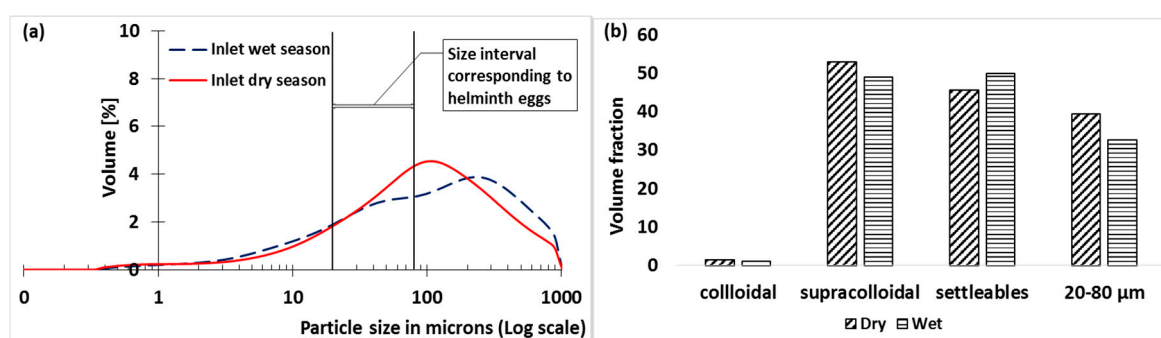 (a)
Inlet wet season
Inlet dry season
Size interval
corresponding to
helminth eggs
Volume [%]
10
8
6
4
2
0
0
1
10
100
1000
Particle size in microns (Log scale)
(b)
Volume fraction
60
50
40
30
20
10
0
collloidal
supracolloidal
settleables
20-80 µm
Dry
Wet